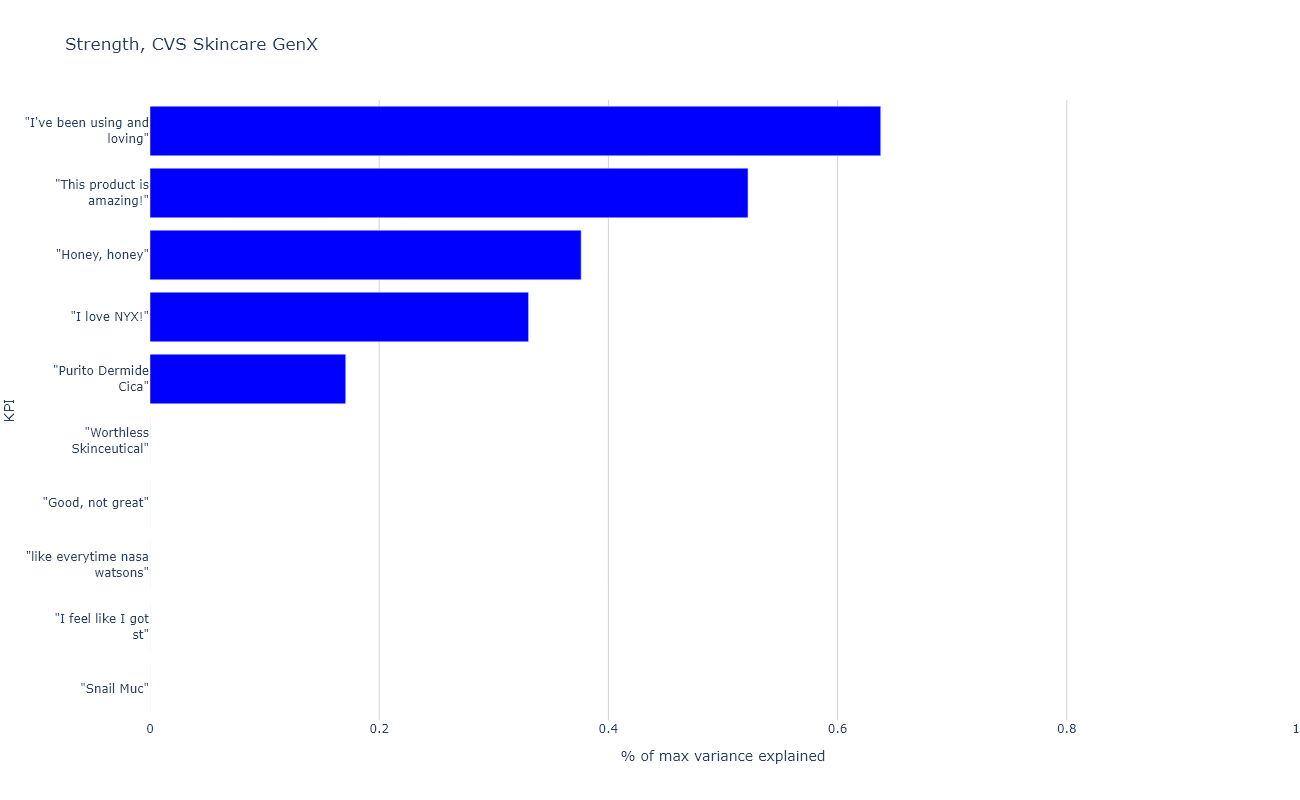 Strength, CVS Skincare GenX
"I've been using and
loving"
"This product is
amazing!"
"Honey, honey"
"I love NYX!"
"Purito Dermide
Cica"
"Worthless
Skinceutical"
"Good, not great"
"like everytime nasa
watsons"
"I feel like I got
st"
"Snail Muc"
KPI
0 0.2 0.4 0.6 0.8 1
% of max variance explained